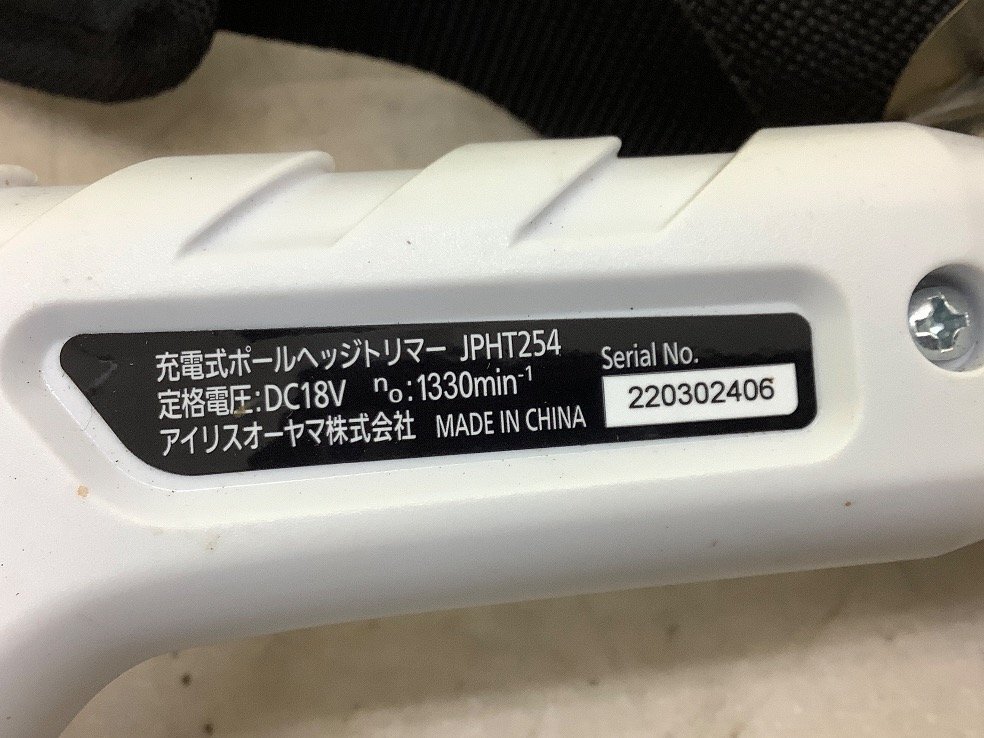 充電式ポールヘッジトリマー JPHT254
定格電圧:DC18V n₀:1330min⁻¹
アイリスオーヤマ株式会社 MADE IN CHINA
Serial No.
220302406